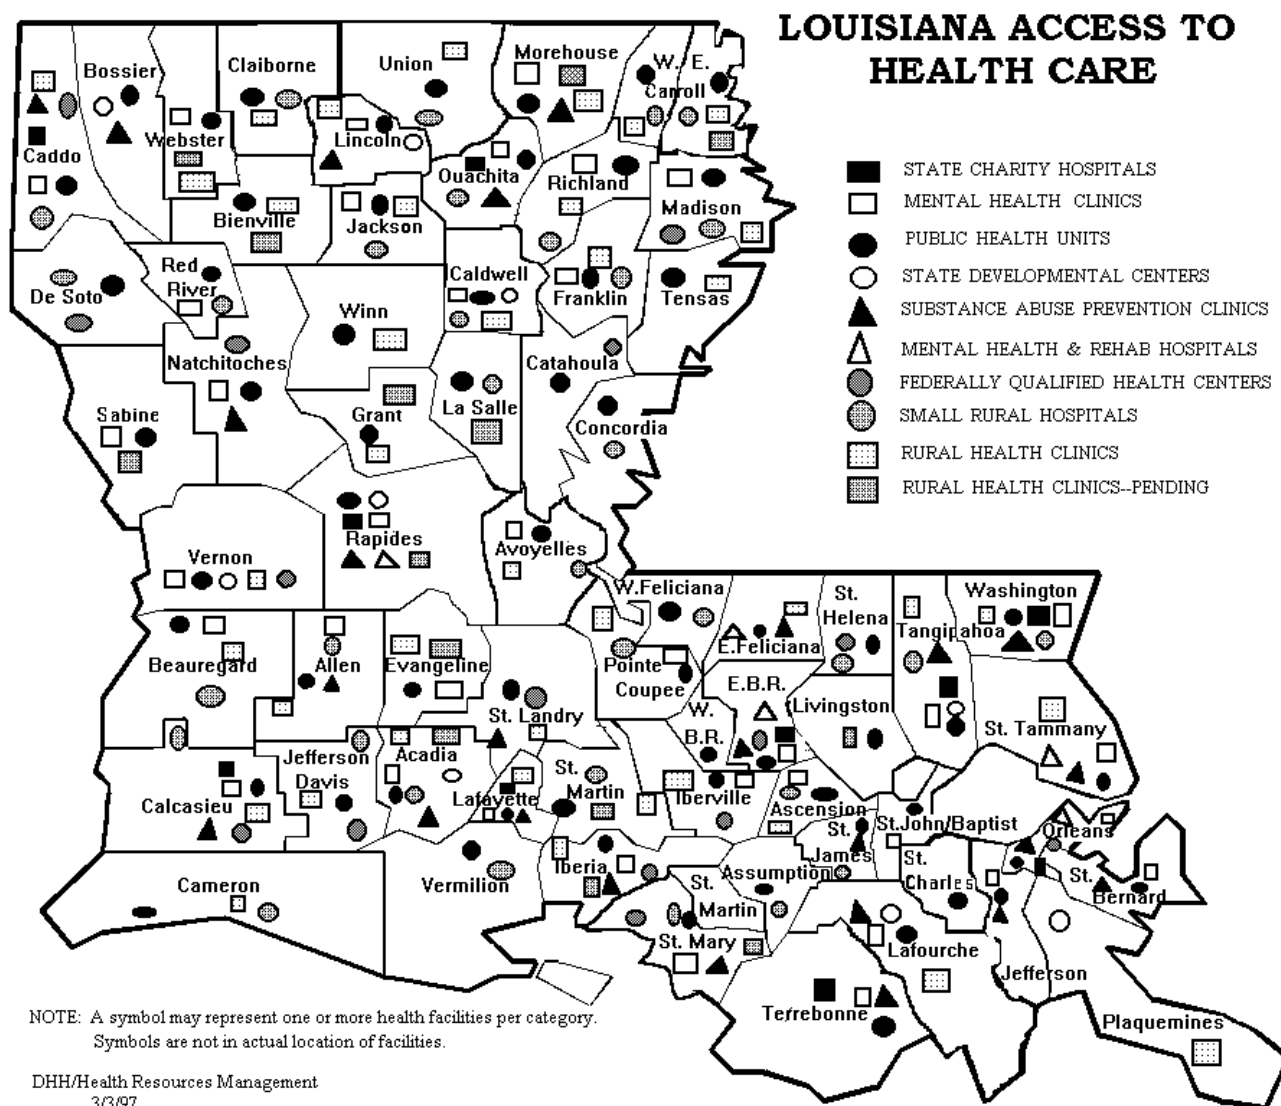 LOUISIANA ACCESS TO
HEALTH CARE
STATE CHARITY HOSPITALS
MENTAL HEALTH CLINICS
PUBLIC HEALTH UNITS
STATE DEVELOPMENTAL CENTERS
SUBSTANCE ABUSE PREVENTION CLINICS
MENTAL HEALTH & REHAB HOSPITALS
FEDERALLY QUALIFIED HEALTH CENTERS
SMALL RURAL HOSPITALS
RURAL HEALTH CLINICS
RURAL HEALTH CLINICS--PENDING
Caddo
Bossier
Webster
Claiborne
Lincoln
Union
Morehouse
W. E.
Carroll
Ouachita
Richland
Madison
Bienville
Jackson
De Soto
Red
River
Winn
Caldwell
Franklin
Tensas
Natchitoches
Sabine
Grant
La Salle
Catahoula
Concordia
Vernon
Rapides
Avoyelles
W.Feliciana
E.Feliciana
St.
Helena
Tangipahoa
Washington
Beauregard
Allen
Evangeline
Pointe
Coupee
E.B.R.
W.
B.R.
Livingston
St. Tammany
St. Landry
Jefferson
Davis
Acadia
Lafayette
St.
Martin
Iberville
Ascension
Calcasieu
St.
James
St.John/Baptist
Orleans
Cameron
Vermilion
Iberia
St.
Martin
Assumption
St.
Charles
St.
Bernard
St. Mary
Lafourche
Jefferson
Terrebonne
Plaquemines
NOTE: A symbol may represent one or more health facilities per category.
Symbols are not in actual location of facilities.
DHH/Health Resources Management
3/3/97